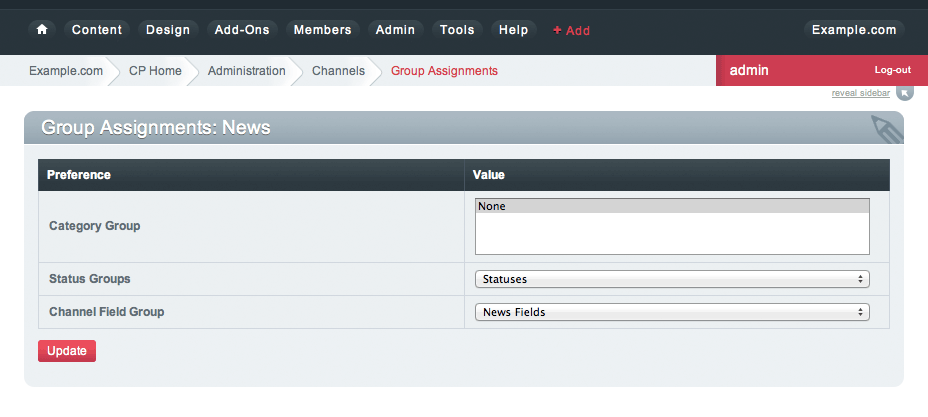 Content Design Add-Ons Members Admin Tools Help + Add Example.com
Example.com CP Home Administration Channels Group Assignments admin Log-out
reveal sidebar
Group Assignments: News
Preference Value
Category Group None
Status Groups Statuses
Channel Field Group News Fields
Update